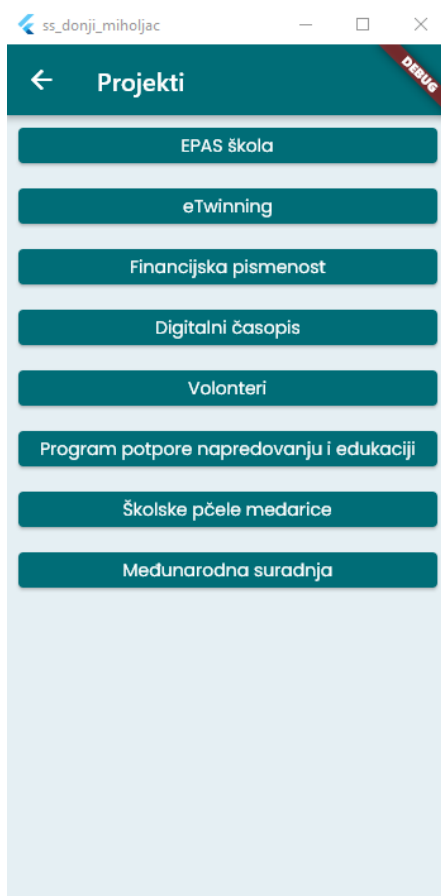 ss_donji_miholjac
Projekti
DEBUG
EPAS škola
eTwinning
Financijska pismenost
Digitalni časopis
Volonteri
Program potpore napredovanju i edukaciji
Školske pčele medarice
Međunarodna suradnja